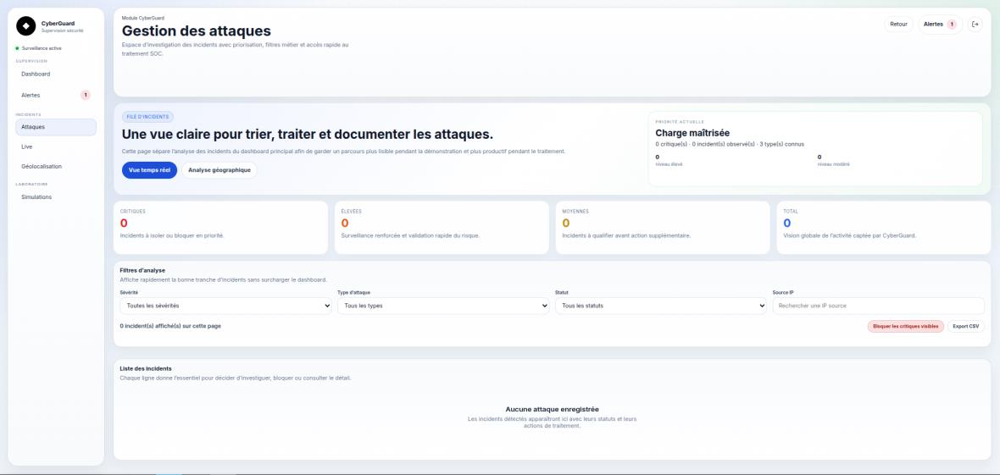 CyberGuard
Supervision sécurité
Surveillance active
SUPERVISION
Dashboard
Alertes 1
INCIDENTS
Attaques
Live
Géolocalisation
LABORATOIRE
Simulations
Module CyberGuard
Gestion des attaques
Espace d'investigation des incidents avec priorisation, filtres métier et accès rapide au
traitement SOC.
Retour Alertes 1
FILE D'INCIDENTS
Une vue claire pour trier, traiter et documenter les attaques.
Cette page sépare l'analyse des incidents du dashboard principal afin de garder un parcours plus lisible pendant la démonstration et plus productif pendant le traitement.
Vue temps réel Analyse géographique
PRIORITÉ ACTUELLE
Charge maîtrisée
0 critique(s) · 0 incident(s) observé(s) · 3 type(s) connus
0 0
niveau élevé niveau modéré
CRITIQUES
0
Incidents à isoler ou bloquer en priorité.
ÉLEVÉES
0
Surveillance renforcée et validation rapide du risque.
MOYENNES
0
Incidents à qualifier avant action supplémentaire.
TOTAL
0
Vision globale de l'activité captée par CyberGuard.
Filtres d'analyse
Affiche rapidement la bonne tranche d'incidents sans surcharger le dashboard.
Sévérité Type d'attaque Statut Source IP
Toutes les sévérités Tous les types Tous les statuts Rechercher une IP source
0 incident(s) affiché(s) sur cette page Bloquer les critiques visibles Export CSV
Liste des incidents
Chaque ligne donne l'essentiel pour décider d'investiguer, bloquer ou consulter le détail.
Aucune attaque enregistrée
Les incidents détectés apparaîtront ici avec leurs statuts et leurs
actions de traitement.